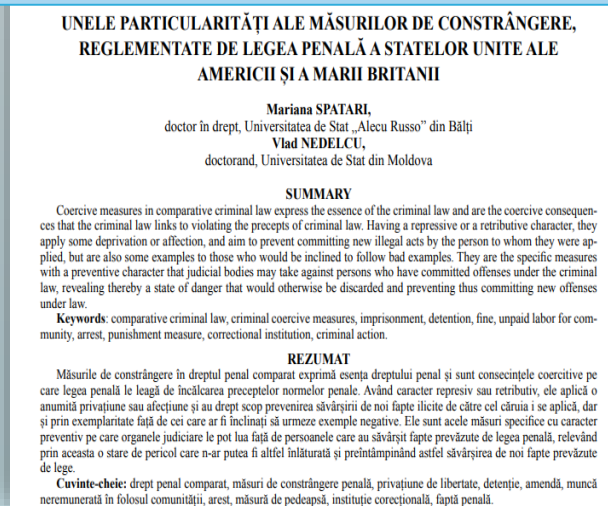 UNELE PARTICULARITĂȚI ALE MĂSURILOR DE CONSTRÂNGERE,
REGLEMENTATE DE LEGEA PENALĂ A STATELOR UNITE ALE
AMERICII ȘI A MARII BRITANII
Mariana SPATARI,
doctor în drept, Universitatea de Stat „Alecu Russo” din Bălți
Vlad NEDELCU,
doctorand, Universitatea de Stat din Moldova
SUMMARY
Coercive measures in comparative criminal law express the essence of the criminal law and are the coercive consequen-
ces that the criminal law links to violating the precepts of criminal law. Having a repressive or a retributive character, they
apply some deprivation or affection, and aim to prevent committing new illegal acts by the person to whom they were ap-
plied, but are also some examples to those who would be inclined to follow bad examples. They are the specific measures
with a preventive character that judicial bodies may take against persons who have committed offenses under the criminal
law, revealing thereby a state of danger that would otherwise be discarded and preventing thus committing new offenses
under law.
Keywords: comparative criminal law, criminal coercive measures, imprisonment, detention, fine, unpaid labor for com-
munity, arrest, punishment measure, correctional institution, criminal action.
REZUMAT
Măsurile de constrângere în dreptul penal comparat exprimă esența dreptului penal și sunt consecințele coercitive pe
care legea penală le leagă de încălcarea preceptelor normelor penale. Având caracter represiv sau retributiv, ele aplică o
anumită privațiune sau afecțiune și au drept scop prevenirea săvârșirii de noi fapte ilicite de către cel căruia i se aplică, dar
și prin exemplaritate față de cei care ar fi înclinați să urmeze exemple negative. Ele sunt acele măsuri specifice cu caracter
preventiv pe care organele judiciare le pot lua față de persoanele care au săvârșit fapte prevăzute de legea penală, relevând
prin aceasta o stare de pericol care n-ar putea fi altfel înlăturată și preîntâmpinând astfel săvârșirea de noi fapte prevăzute
de lege.
Cuvinte-cheie: drept penal comparat, măsuri de constrângere penală, privațiune de libertate, detenție, amendă, muncă
neremunerată în folosul comunității, arest, măsură de pedeapsă, instituție corecțională, faptă penală.